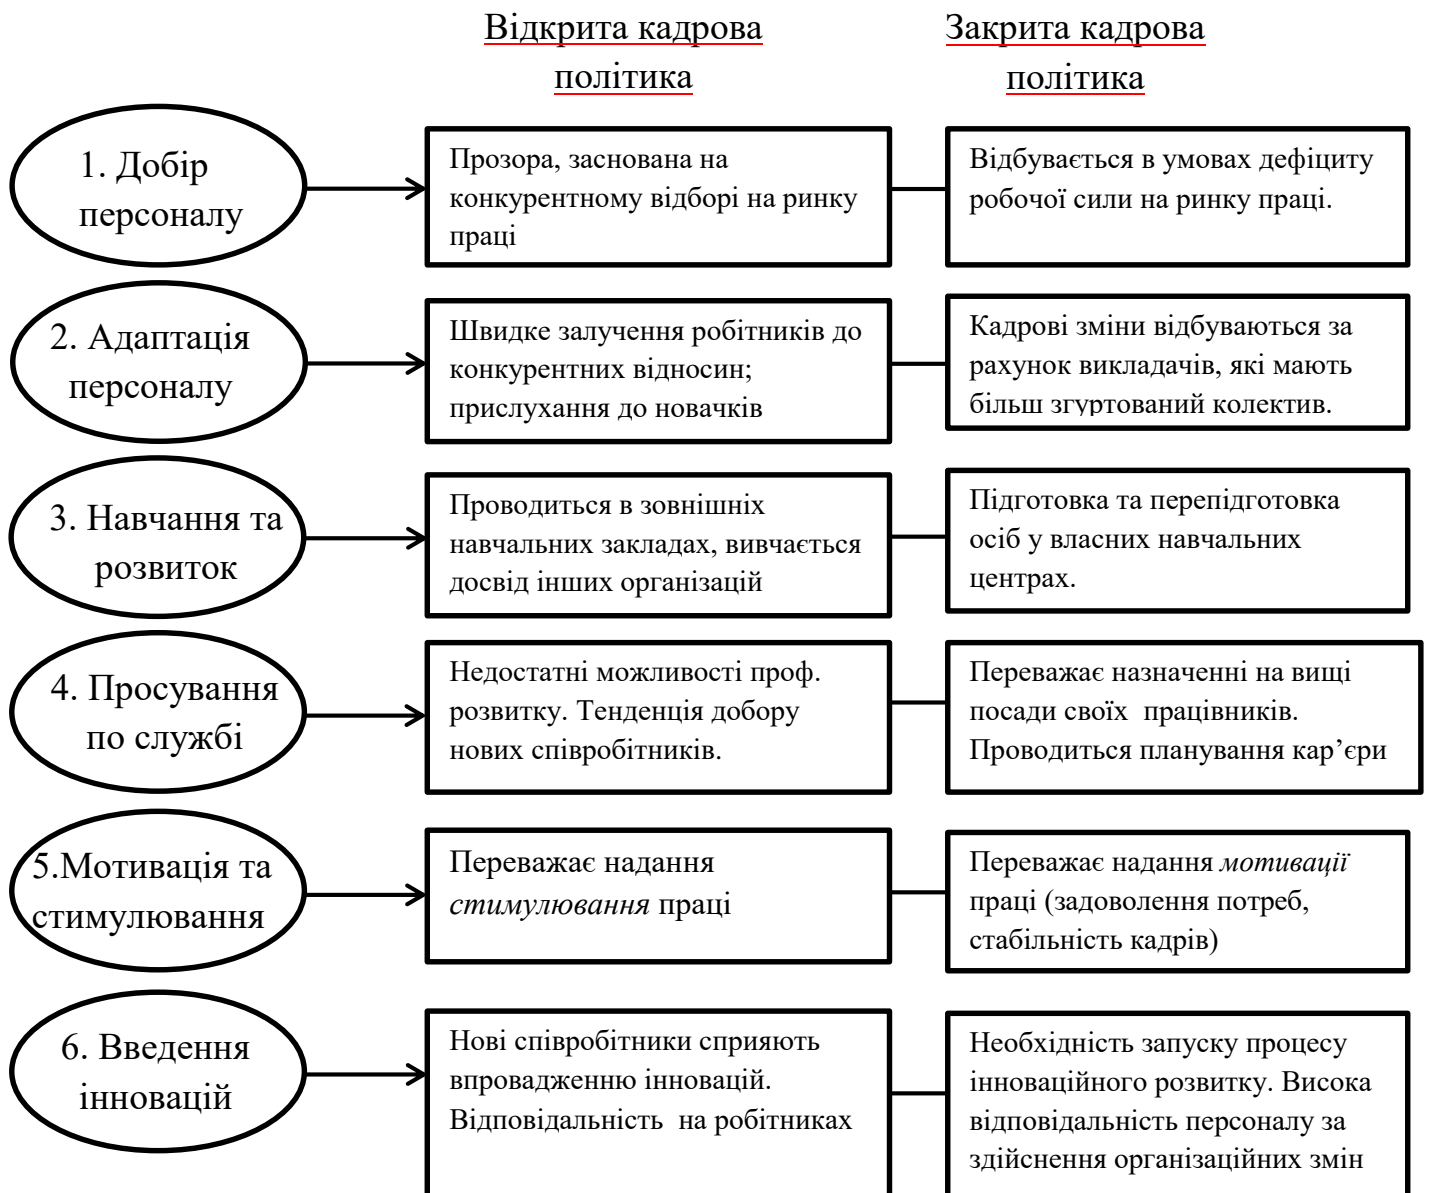 Відкрита кадрова
політика
Закрита кадрова
політика
1. Добір
персоналу
Прозора, заснована на
конкурентному відборі на ринку
праці
Відбувається в умовах дефіциту
робочої сили на ринку праці.
2. Адаптація
персоналу
Швидке залучення робітників до
конкурентних відносин;
прислухання до новачків
Кадрові зміни відбуваються за
рахунок викладачів, які мають
більш згуртований колектив.
3. Навчання та
розвиток
Проводиться в зовнішніх
навчальних закладах, вивчається
досвід інших організацій
Підготовка та перепідготовка
осіб у власних навчальних
центрах.
4. Просування
по службі
Недостатні можливості проф.
розвитку. Тенденція добору
нових співробітників.
Переважає назначенні на вищі
посади своїх працівників.
Проводиться планування кар’єри
5.Мотивація та
стимулювання
Переважає надання
стимулювання праці
Переважає надання мотивації
праці (задоволення потреб,
стабільність кадрів)
6. Введення
інновацій
Нові співробітники сприяють
впровадженню інновацій.
Відповідальність на робітниках
Необхідність запуску процесу
інноваційного розвитку. Висока
відповідальність персоналу за
здійснення організаційних змін